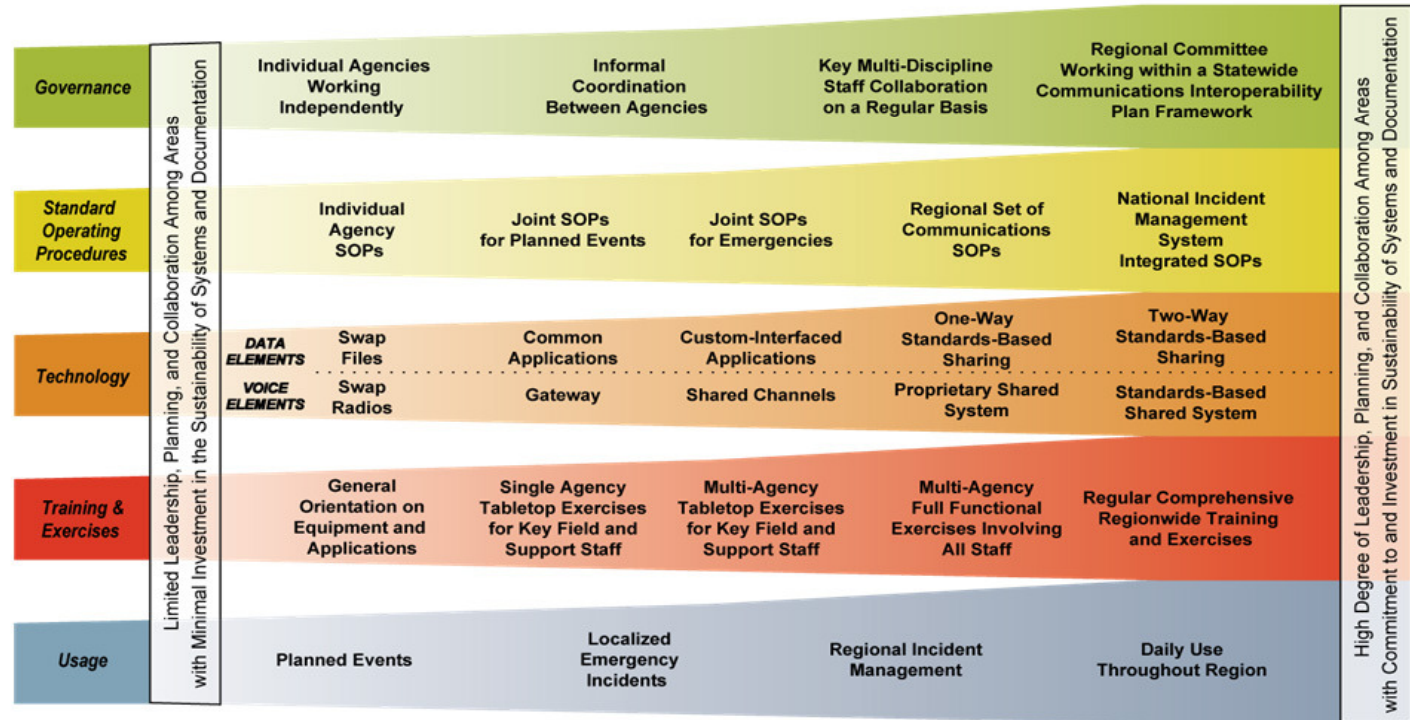 Limited Leadership, Planning, and Collaboration Among Areas
with Minimal Investment in the Sustainability of Systems and Documentation
Governance
Individual Agencies
Working
Independently
Informal
Coordination
Between Agencies
Key Multi-Discipline
Staff Collaboration
on a Regular Basis
Regional Committee
Working within a Statewide
Communications Interoperability
Plan Framework
Standard
Operating
Procedures
Individual
Agency
SOPs
Joint SOPs
for Planned Events
Joint SOPs
for Emergencies
Regional Set of
Communications
SOPs
National Incident
Management
System
Integrated SOPs
Technology
DATA
ELEMENTS
Swap
Files
Common
Applications
Custom-Interfaced
Applications
One-Way
Standards-Based
Sharing
Two-Way
Standards-Based
Sharing
VOICE
ELEMENTS
Swap
Radios
Gateway
Shared Channels
Proprietary Shared
System
Standards-Based
Shared System
Training &
Exercises
General
Orientation on
Equipment and
Applications
Single Agency
Tabletop Exercises
for Key Field and
Support Staff
Multi-Agency
Tabletop Exercises
for Key Field and
Support Staff
Multi-Agency
Full Functional
Exercises Involving
All Staff
Regular Comprehensive
Regionwide Training
and Exercises
Usage
Planned Events
Localized
Emergency
Incidents
Regional Incident
Management
Daily Use
Throughout Region
High Degree of Leadership, Planning, and Collaboration Among Areas
with Commitment to and Investment in Sustainability of Systems and Documentation